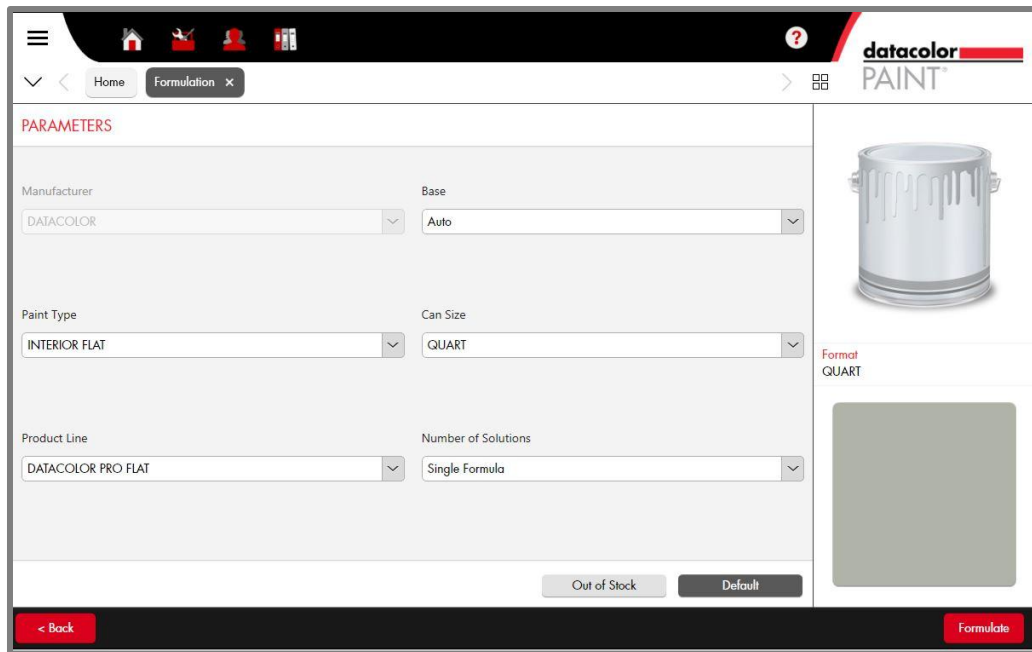 ?
datacolor
PAINT®
Home
Formulation ×
PARAMETERS
Manufacturer
DATACOLOR
Base
Auto
Paint Type
INTERIOR FLAT
Can Size
QUART
Product Line
DATACOLOR PRO FLAT
Number of Solutions
Single Formula
Format
QUART
Out of Stock
Default
< Back
Formulate